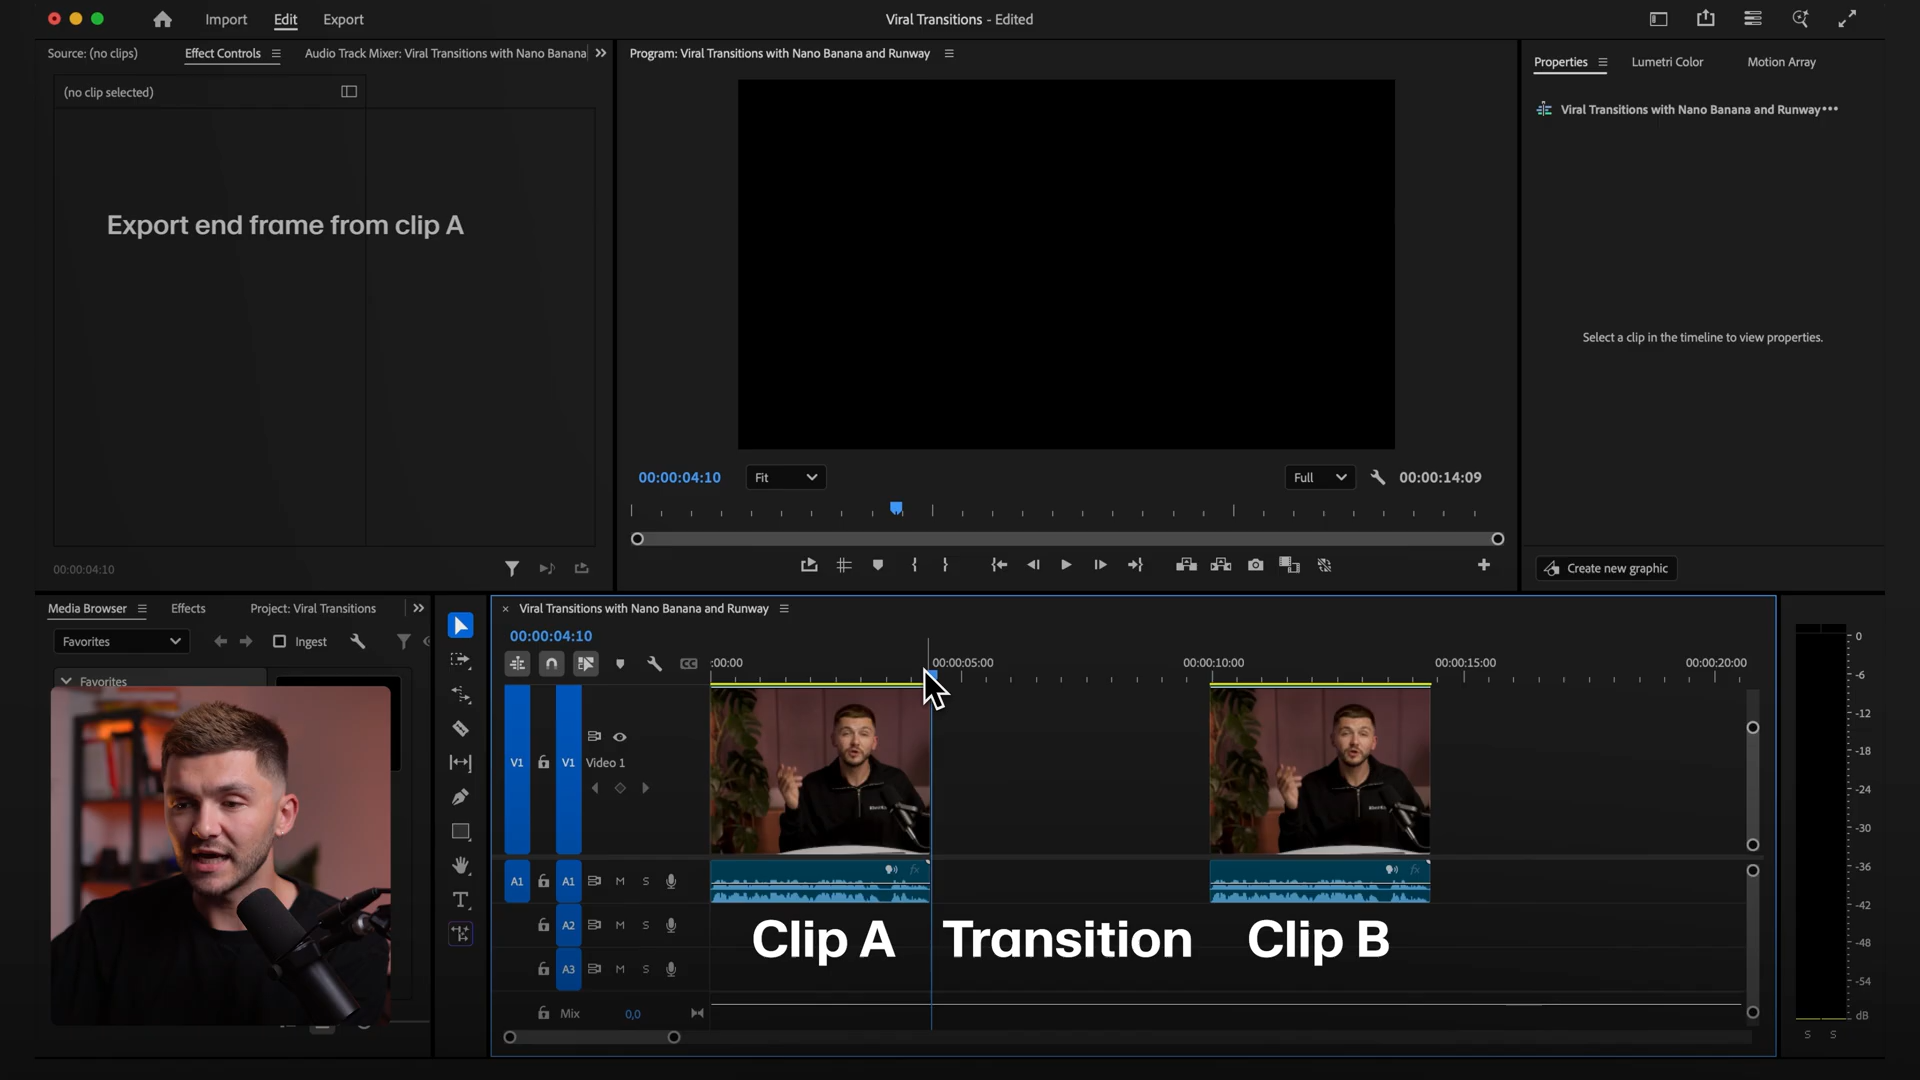 Import
Edit
Export
Viral Transitions - Edited
Source: (no clips)
Effect Controls
Audio Track Mixer: Viral Transitions with Nano Banana
Program: Viral Transitions with Nano Banana and Runway
Properties
Lumetri Color
Motion Array
(no clip selected)
Viral Transitions with Nano Banana and Runway•••
Export end frame from clip A
Select a clip in the timeline to view properties.
00:00:04:10
Fit
Full
00:00:14:09
00:00:04:10
Create new graphic
Media Browser
Effects
Project: Viral Transitions
Viral Transitions with Nano Banana and Runway
00:00:04:10
Favorites
Ingest
:00:00
00:00:05:00
00:00:10:00
00:00:15:00
00:00:20:00
Favorites
V1
V1
Video 1
A1
A1
M
S
fx
fx
A2
M
S
A3
M
S
Mix
0,0
Clip A
Transition
Clip B
0
-6
-12
-18
-24
-30
-36
-42
-48
-54
dB
S
S